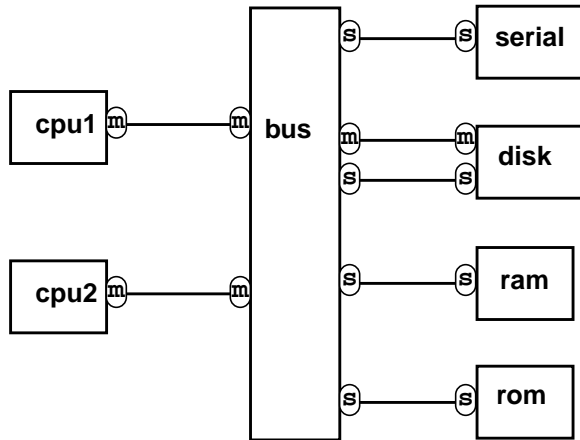 s s serial
cpu1 m m bus m m disk
s s
cpu2 m m s s ram
s s rom